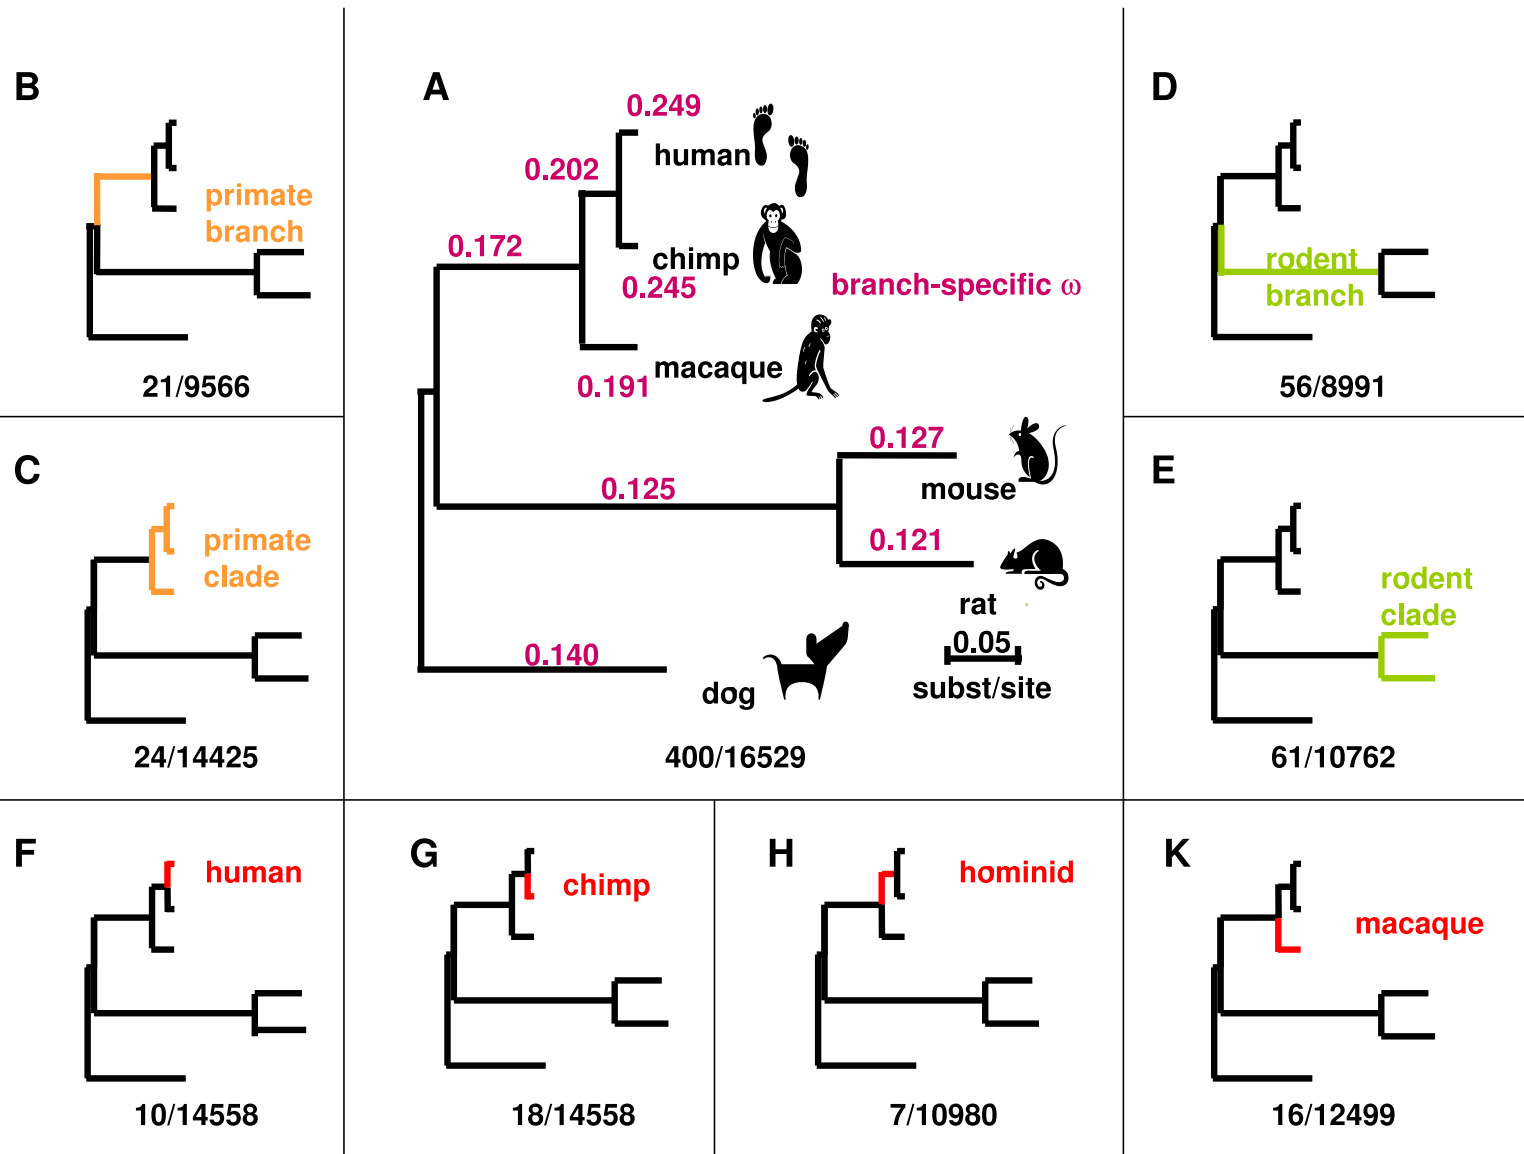 B
primate
branch
21/9566
A
0.249
human
0.202
chimp
0.245
0.172
branch-specific ω
macaque
0.191
0.127
mouse
0.125
0.121
rat
0.05
subst/site
0.140
dog
400/16529
D
rodent
branch
56/8991
C
primate
clade
24/14425
E
rodent
clade
61/10762
F
human
10/14558
G
chimp
18/14558
H
hominid
7/10980
K
macaque
16/12499